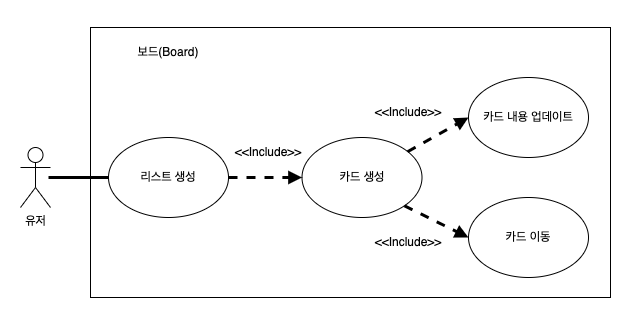 보드(Board)
<<Include>>
카드 내용 업데이트
<<Include>>
리스트 생성
카드 생성
유저
<<Include>>
카드 이동